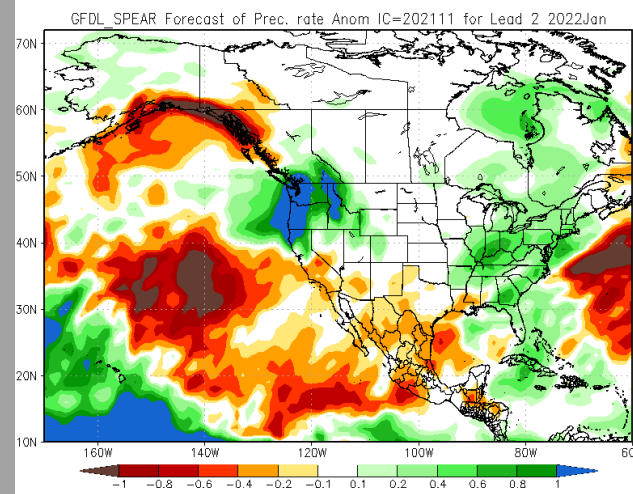 GFDL_SPEAR Forecast of Prec. rate Anom IC=202111 for Lead 2 2022Jan
70N
60N
50N
40N
30N
20N
10N
160W 140W 120W 100W 80W 60
-1 -0.8 -0.6 -0.4 -0.2 -0.1 0.1 0.2 0.4 0.6 0.8 1